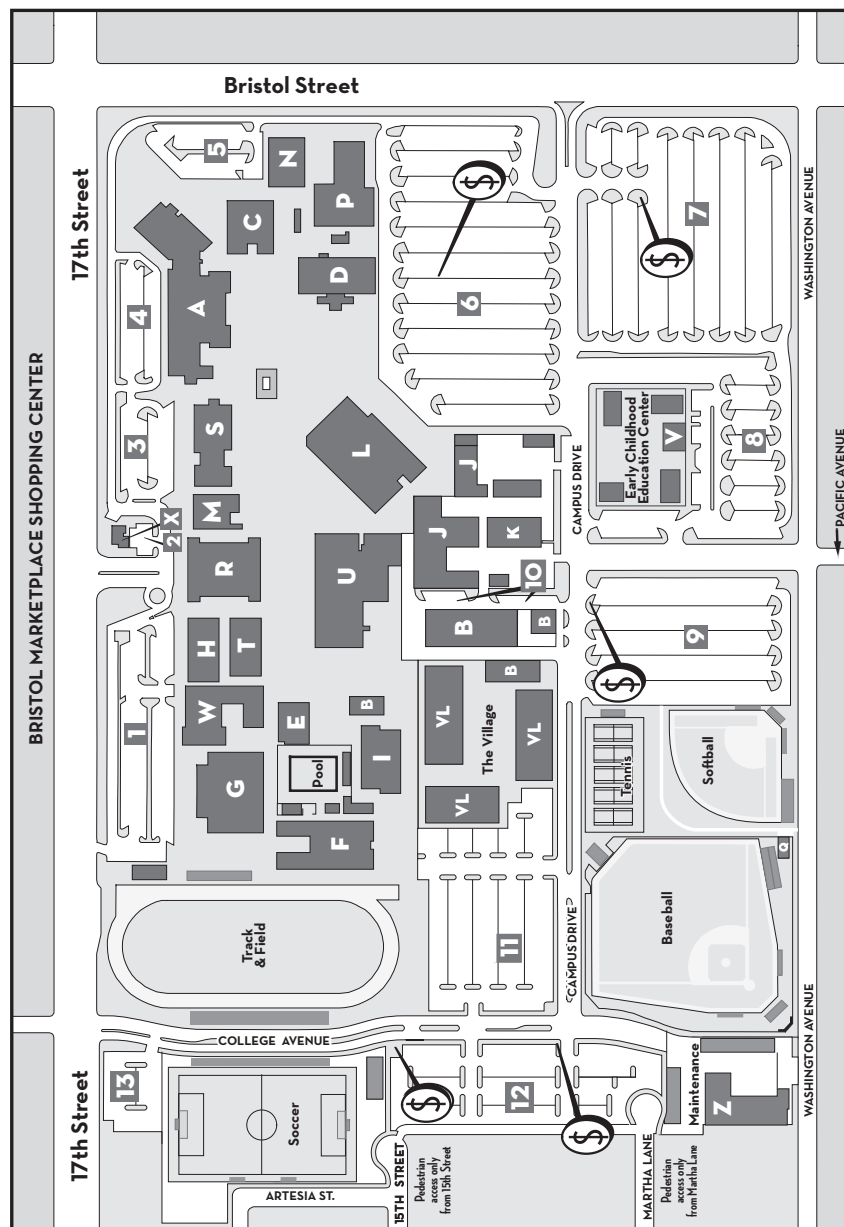 Bristol Street
17th Street
BRISTOL MARKETPLACE SHOPPING CENTER
5
N
C
P
$
$
7
WASHINGTON AVENUE
4
A
D
6
3
S
L
J
CAMPUS DRIVE
Early Childhood
Education Center
V
8
X
2
M
J
K
PACIFIC AVENUE
R
U
10
H
T
B
B
9
$
1
W
E
B
B
VL
The Village
VL
VL
G
Pool
I
F
Tennis
Softball
Track
& Field
11
CAMPUS DRIVE
Baseball
Q
COLLEGE AVENUE
WASHINGTON AVENUE
17th Street
13
Soccer
$
12
$
Maintenance
Z
ARTESIA ST.
15TH STREET
Pedestrian
access only
from 15th Street
MARTHA LANE
Pedestrian
access only
from Martha Lane